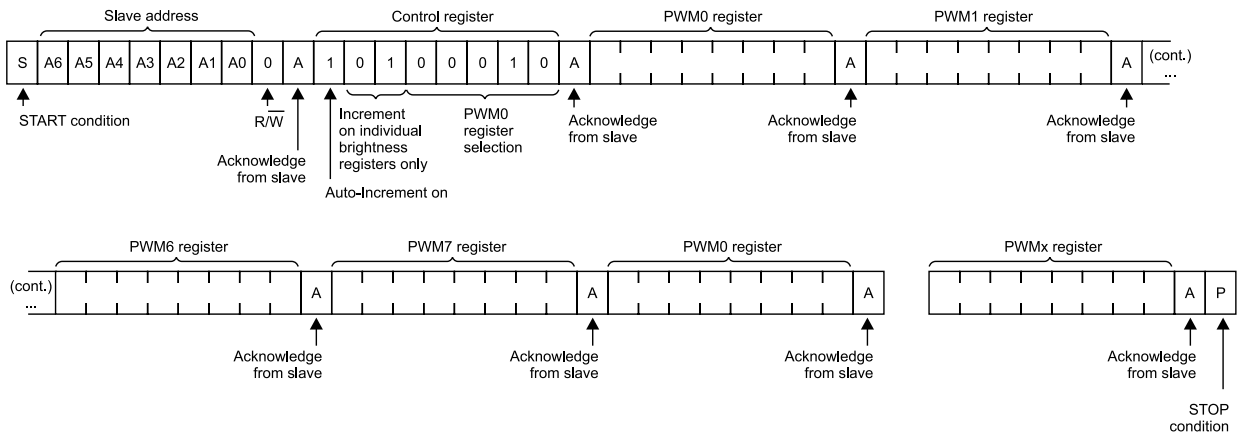 Slave address Control register PWM0 register PWM1 register
S A6 A5 A4 A3 A2 A1 A0 0 A 1 0 1 0 0 0 1 0 A A A (cont.)
...
START condition R/W Increment on individual brightness registers only PWM0 register selection Acknowledge from slave Acknowledge from slave Acknowledge from slave
Acknowledge from slave
Auto-Increment on
PWM6 register PWM7 register PWM0 register PWMx register
(cont.) A A A A P
...
Acknowledge from slave Acknowledge from slave Acknowledge from slave Acknowledge from slave
STOP condition